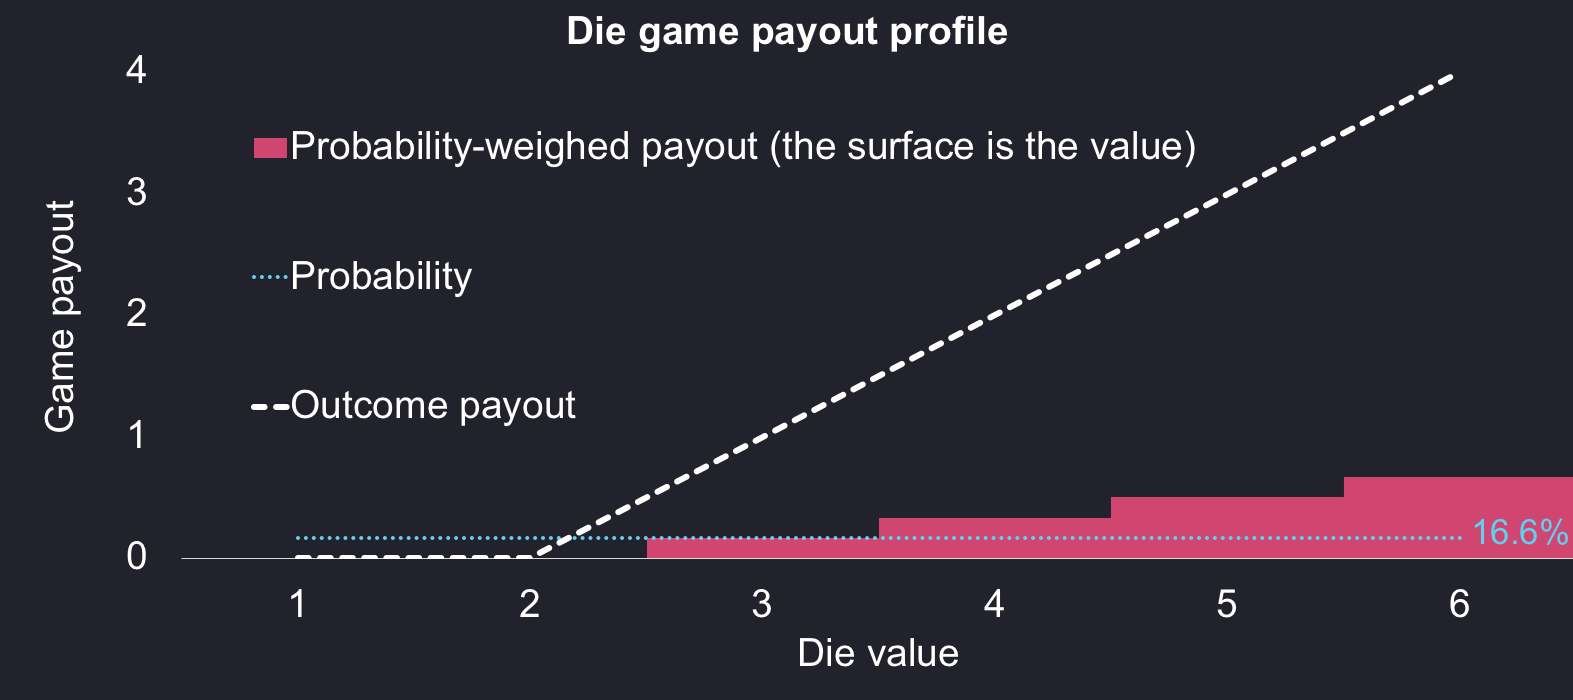 Die game payout profile
4
3
2
1
0
Game payout
Probability-weighed payout (the surface is the value)
Probability
Outcome payout
16.6%
1 2 3 4 5 6
Die value